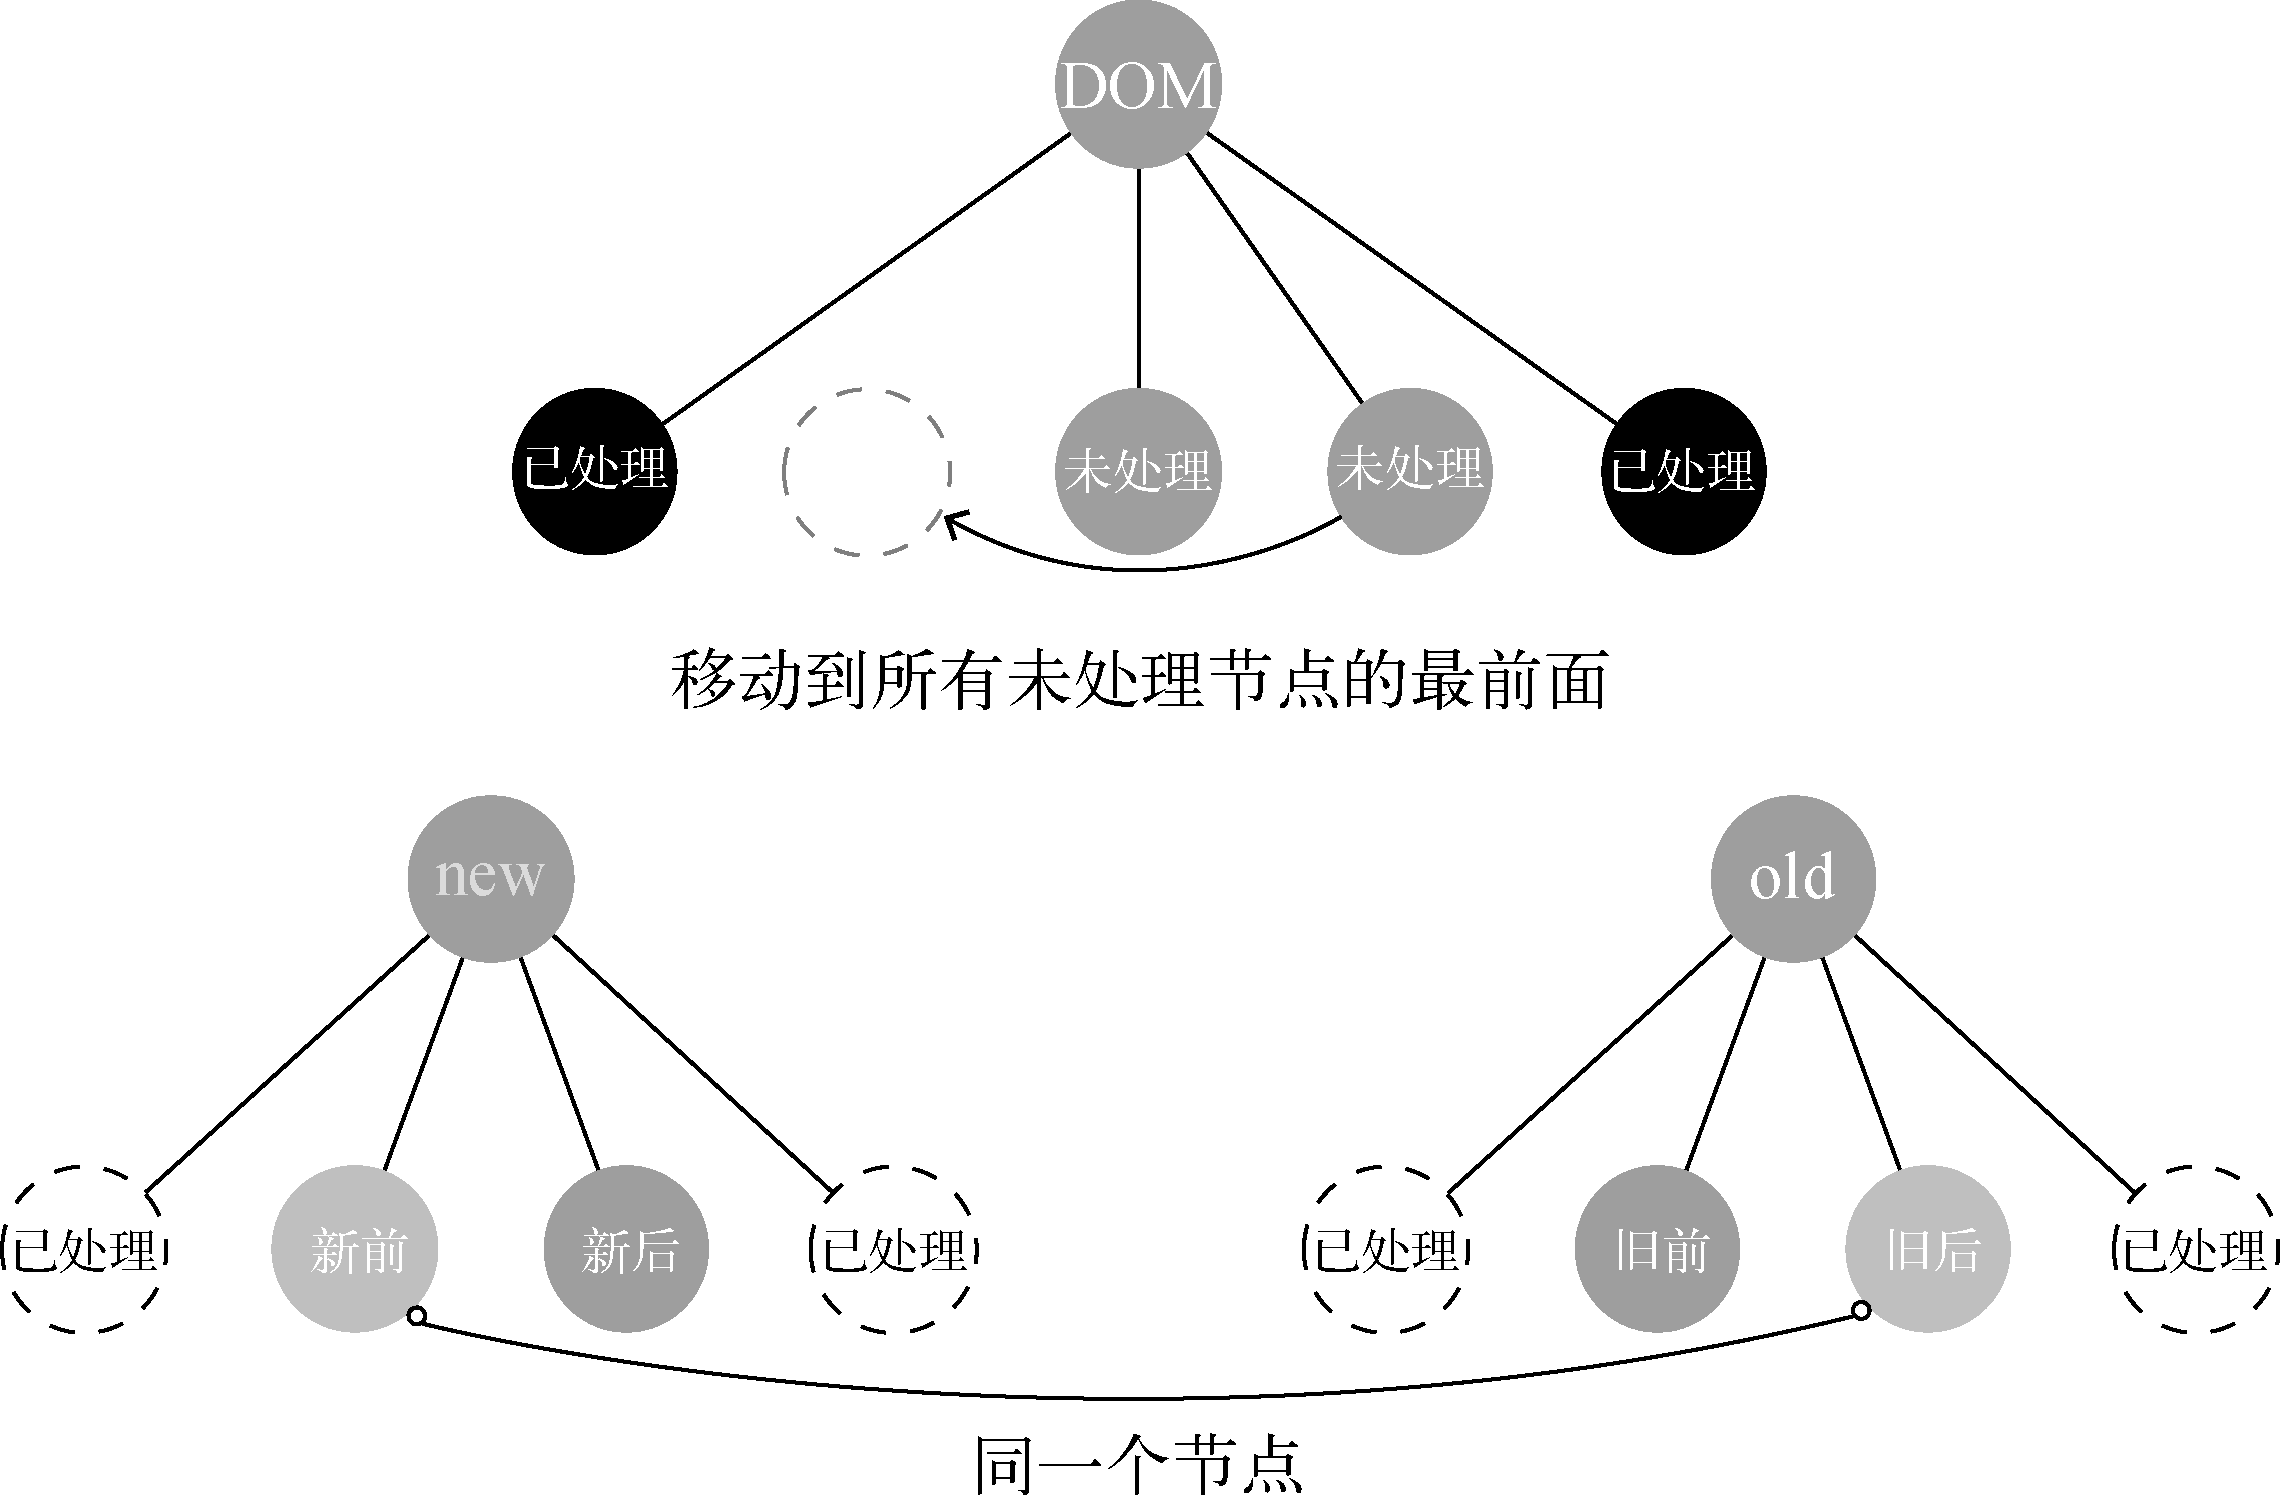 DOM
已处理 未处理 未处理 已处理
移动到所有未处理节点的最前面
new old
已处理 新前 新后 已处理 已处理 旧前 旧后 已处理
同一个节点